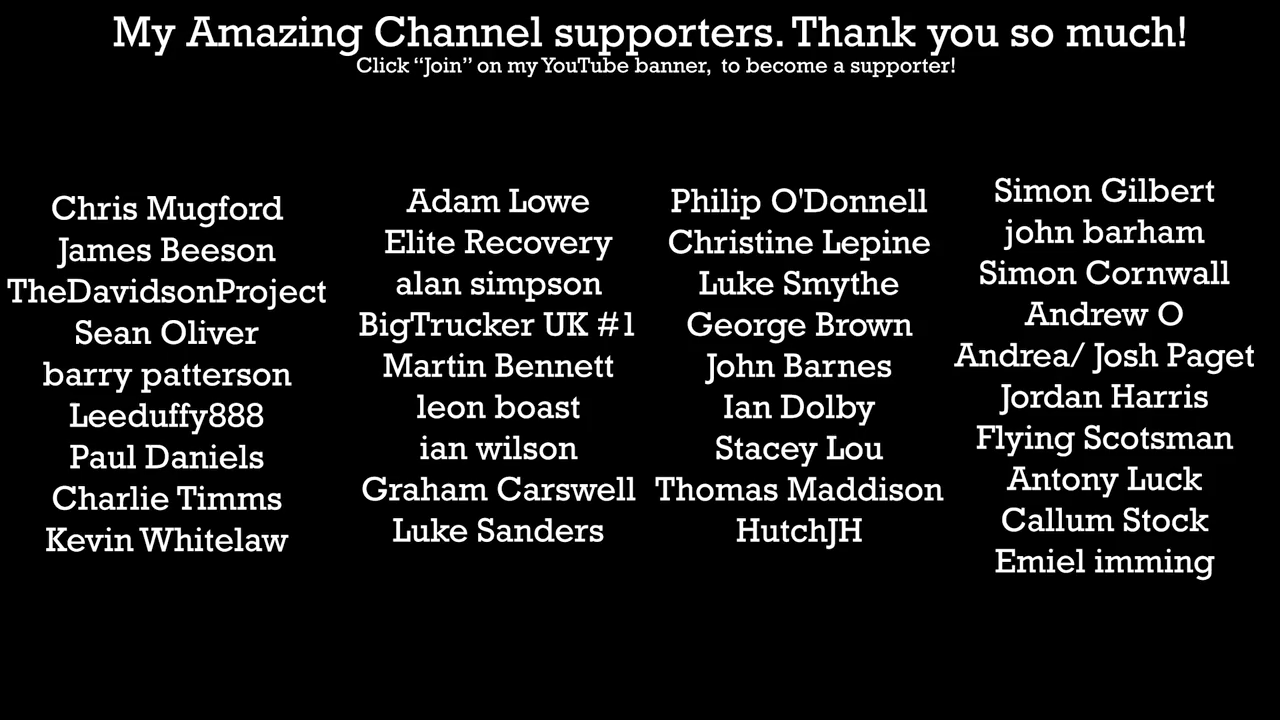 My Amazing Channel supporters. Thank you so much!
Click “Join” on my YouTube banner, to become a supporter!
Chris Mugford
James Beeson
TheDavidsonProject
Sean Oliver
barry patterson
Leeduffy888
Paul Daniels
Charlie Timms
Kevin Whitelaw
Adam Lowe
Elite Recovery
alan simpson
BigTrucker UK #1
Martin Bennett
leon boast
ian wilson
Graham Carswell
Luke Sanders
Philip O'Donnell
Christine Lepine
Luke Smythe
George Brown
John Barnes
Ian Dolby
Stacey Lou
Thomas Maddison
HutchJH
Simon Gilbert
john barham
Simon Cornwall
Andrew O
Andrea/ Josh Paget
Jordan Harris
Flying Scotsman
Antony Luck
Callum Stock
Emiel imming